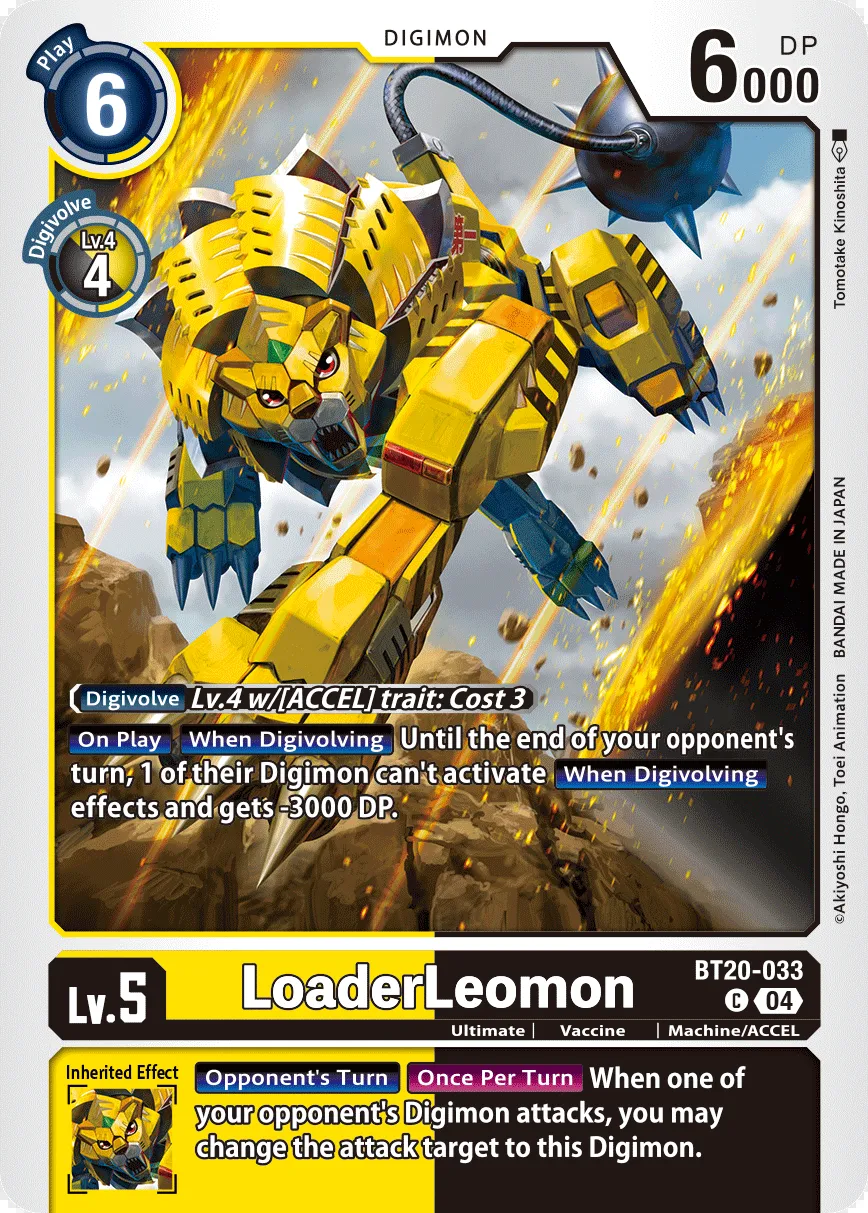 DIGIMON
Play
6
DP
6000
Digivolve
Lv.4
4
第一
Tomotake Kinoshita
Digivolve Lv.4 w/[ACCEL] trait: Cost 3
On Play When Digivolving Until the end of your opponent's
turn, 1 of their Digimon can't activate When Digivolving
effects and gets -3000 DP.
©Akiyoshi Hongo, Toei Animation BANDAI MADE IN JAPAN
Lv.5
LoaderLeomon
BT20-033
C 04
Ultimate | Vaccine | Machine/ACCEL
Inherited Effect
Opponent's Turn Once Per Turn When one of
your opponent's Digimon attacks, you may
change the attack target to this Digimon.